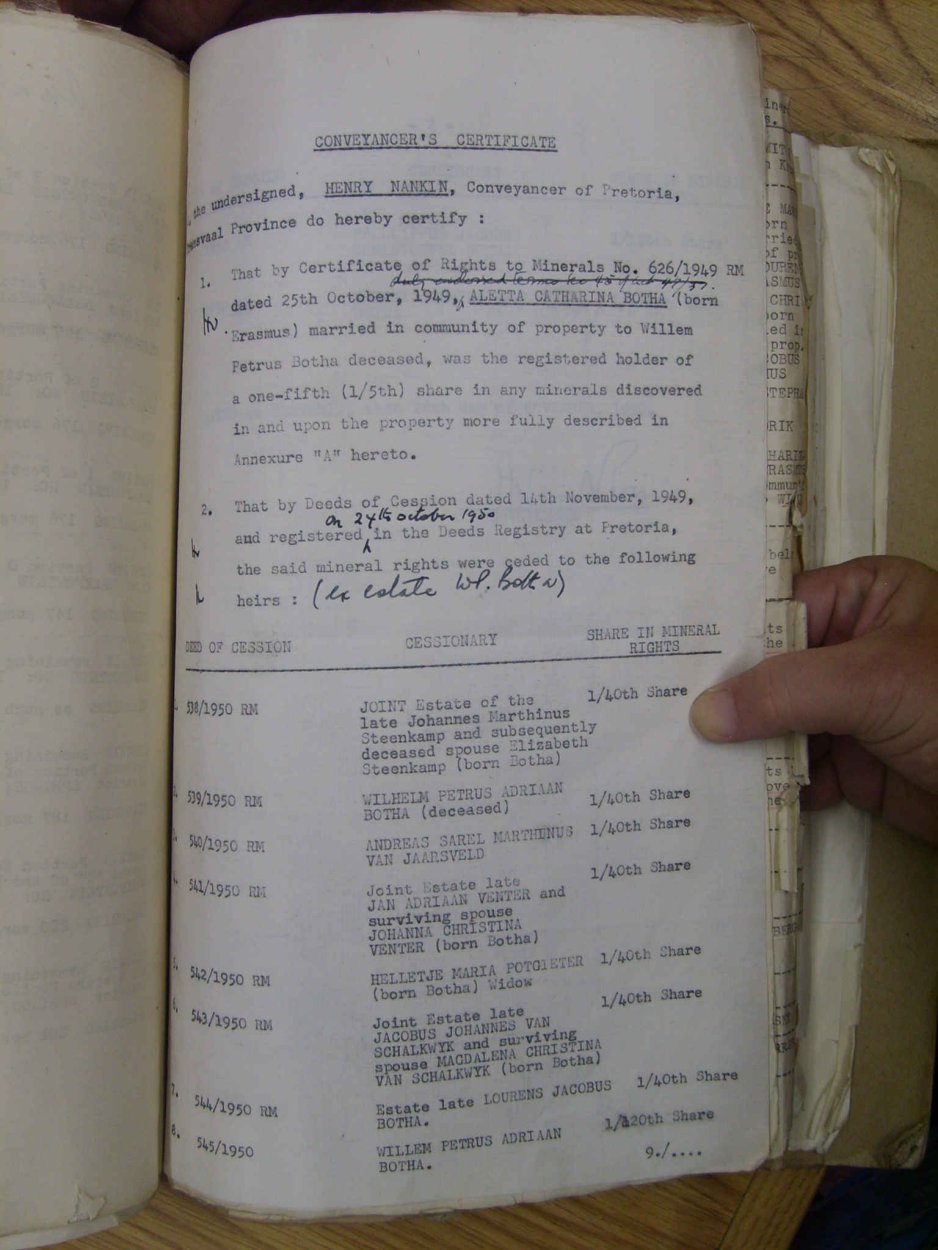 CONVEYANCER'S CERTIFICATE
the undersigned, HENRY NANKIN, Conveyancer of Pretoria,
Province do hereby certify :
1. That by Certificate of Rights to Minerals No. 626/1949 RM
dated 25th October, 1949, ALETTA CATHARINA BOTHA (born
Erasmus) married in community of property to Willem
Petrus Botha deceased, was the registered holder of
a one-fifth (1/5th) share in any minerals discovered
in and upon the property more fully described in
Annexure "A" hereto.
2. That by Deeds of Cession dated 14th November, 1949,
on 24th October 1950
and registered in the Deeds Registry at Pretoria,
the said mineral rights were ceded to the following
heirs : (ex estate W.P. Botha)
DEED OF CESSION CESSIONARY SHARE IN MINERAL
RIGHTS
538/1950 RM JOINT Estate of the 1/40th Share
late Johannes Marthinus
Steenkamp and subsequently
deceased spouse Elizabeth
Steenkamp (born Botha)
539/1950 RM WILHELM PETRUS ADRIAAN 1/40th Share
BOTHA (deceased)
540/1950 RM ANDREAS SAREL MARTHINUS 1/40th Share
VAN JAARSVELD
541/1950 RM Joint Estate late 1/40th Share
JAN ADRIAAN VENTER and
surviving spouse
JOHANNA CHRISTINA
VENTER (born Botha)
5. 542/1950 RM HELLETJE MARIA POTGIETER 1/40th Share
(born Botha) Widow
6. 543/1950 RM Joint Estate late 1/40th Share
JACOBUS JOHANNES VAN
SCHALKWYK and surviving
spouse MAGDALENA CHRISTINA
VAN SCHALKWYK (born Botha)
7. 544/1950 RM Estate late LOURENS JACOBUS 1/40th Share
BOTHA.
8. 545/1950 WILLEM PETRUS ADRIAAN 1/120th Share
BOTHA.
9./....